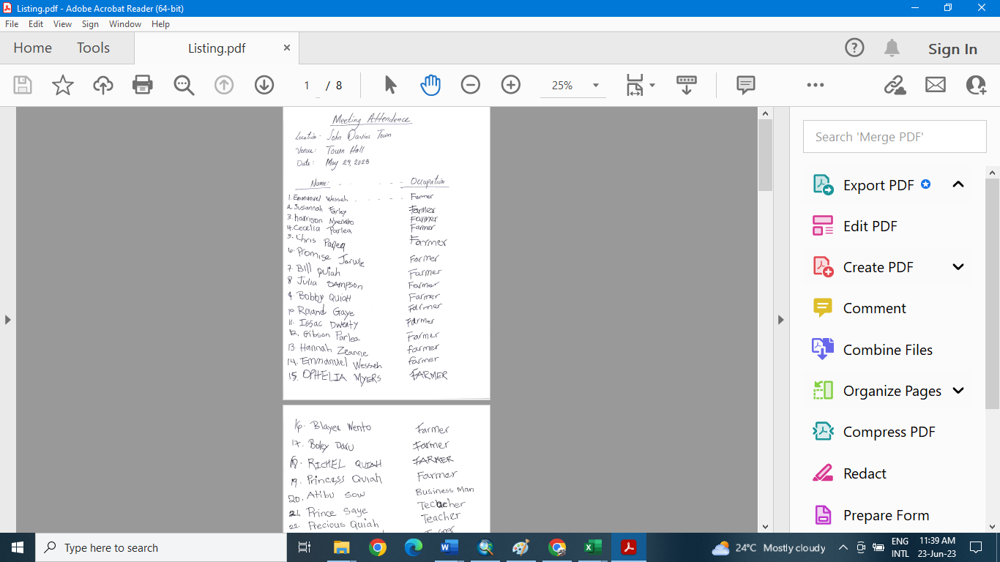 Listing.pdf - Adobe Acrobat Reader (64-bit)
File Edit View Sign Window Help
Home Tools Listing.pdf × Sign In
1 / 8 25%
Meeting Attendence
Location: John Davies Town
Venue: Town Hall
Date: May 29, 2023
Name: Occupation
1. Emmanuel Wesseh Farmer
2. Susannah Farley Farmer
3. harrison Nyenabo Farmer
4. Cecelia Parlea Farmer
5. Chris Parlea Farmer
6. Promise Jarwle Farmer
7. Bill Quiah Farmer
8 Julia SAMPSON Farmer
9. Bobby QUIAH Farmer
10. Roland Gaye Farmer
11. Issac Dweaty Farmer
12. Gibson Parlea Farmer
13. Hannah Zeanne farmer
14. Emmanuel Wesseh farmer
15. OPHELIA MYERS FARMER
16. Blayea Wento Farmer
17. Boley Daru Farmer
18. RICHEL QUIAH FARMER
19. Princess Quiah Farmer
20. Atibu Sow Business Man
21. Prince Saye Teacher
22. Precious Quiah Teacher
Search 'Merge PDF'
Export PDF
Edit PDF
Create PDF
Comment
Combine Files
Organize Pages
Compress PDF
Redact
Prepare Form
Type here to search
24°C Mostly cloudy
ENG
INTL
11:39 AM
23-Jun-23